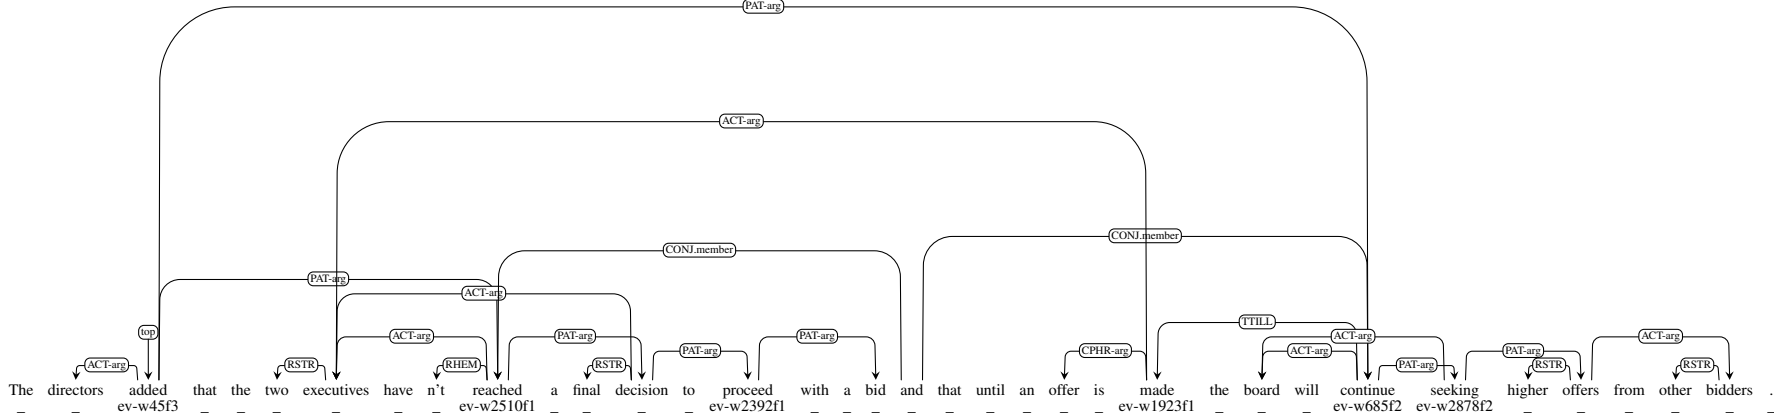 PAT-arg
ACT-arg
CONJ.member
CONJ.member
PAT-arg
ACT-arg
top TTILL
ACT-arg PAT-arg PAT-arg ACT-arg ACT-arg
PAT-arg CPHR-arg ACT-arg PAT-arg
ACT-arg RSTR RHEM RSTR PAT-arg RSTR RSTR
The directors added that the two executives have n't reached a final decision to proceed with a bid and that until an offer is made the board will continue seeking higher offers from other bidders .
_ _ ev-w45f3 _ _ _ _ _ _ ev-w2510f1 _ _ _ _ ev-w2392f1 _ _ _ _ _ _ _ _ _ ev-w1923f1 _ _ _ ev-w685f2 ev-w2878f2 _ _ _ _ _ _